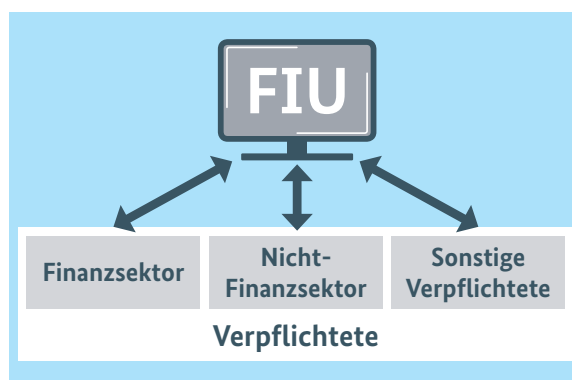 FIU
Finanzsektor
Nicht-
Finanzsektor
Sonstige
Verpflichtete
Verpflichtete